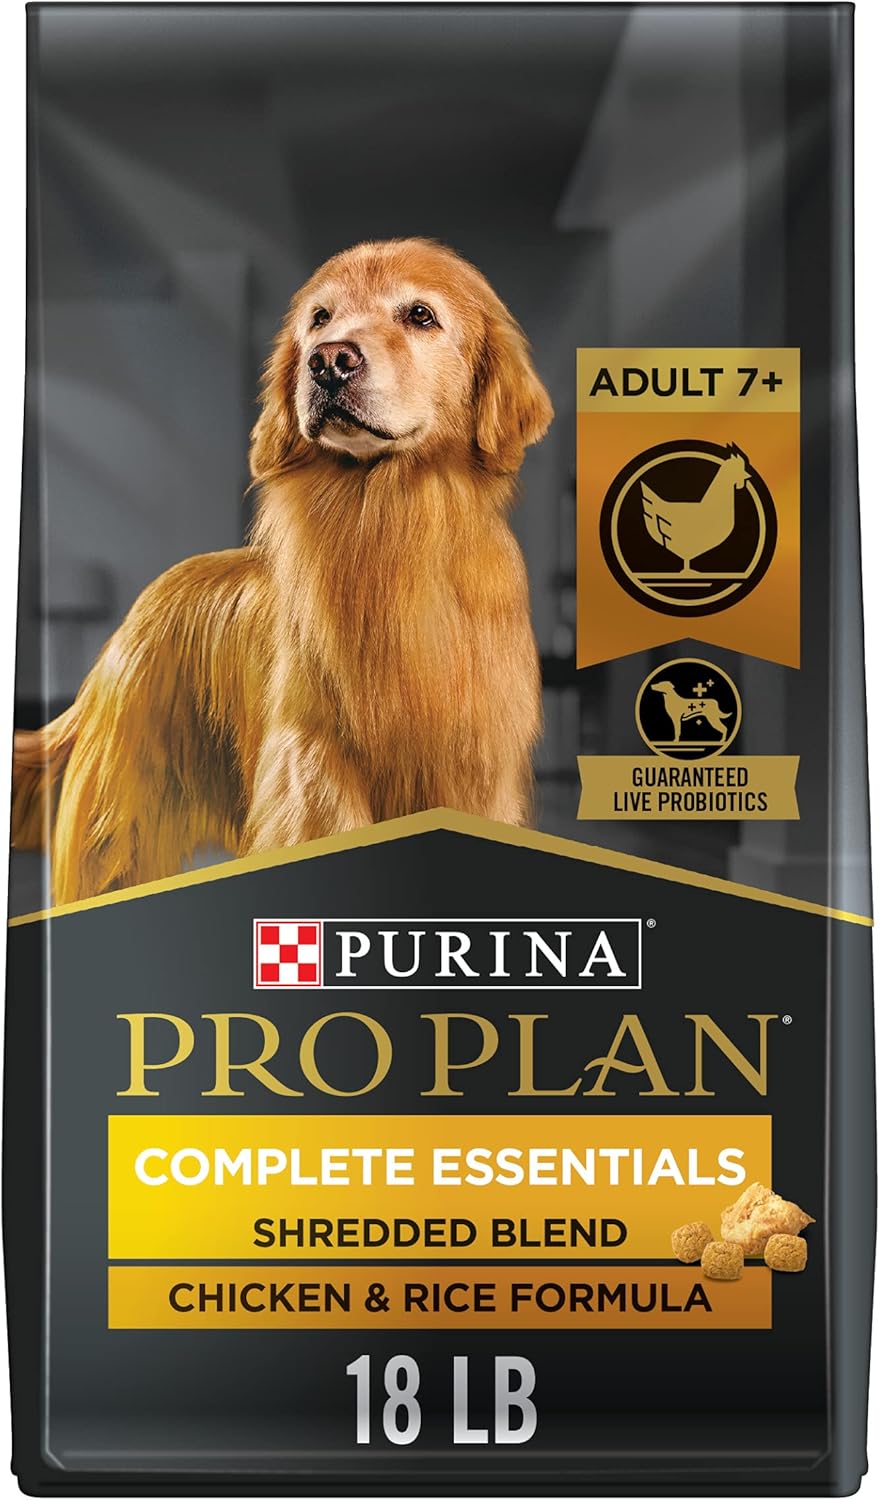 ADULT 7+
GUARANTEED
LIVE PROBIOTICS
PURINA®
PRO PLAN®
COMPLETE ESSENTIALS
SHREDDED BLEND
CHICKEN & RICE FORMULA
18 LB